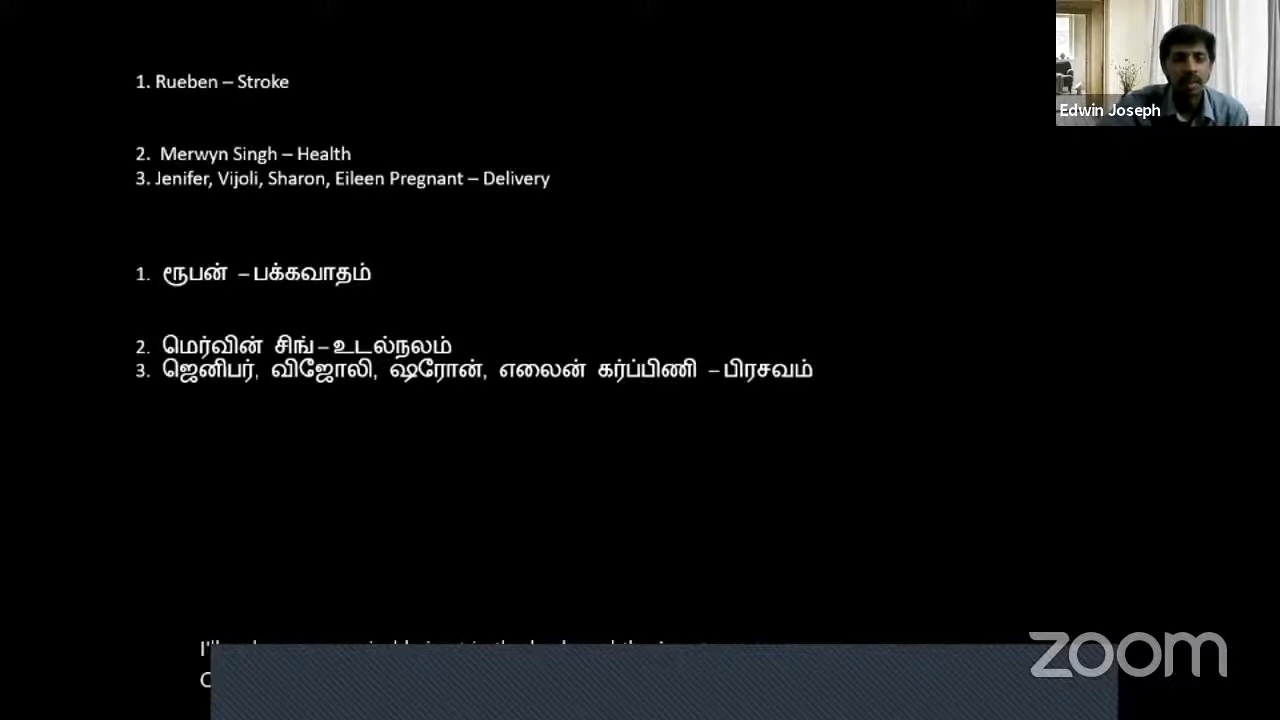 Edwin Joseph
1. Rueben – Stroke
2. Merwyn Singh – Health
3. Jenifer, Vijoli, Sharon, Eileen Pregnant – Delivery
1. ரூபன் – பக்கவாதம்
2. மெர்வின் சிங் – உடல்நலம்
3. ஜெனிபர், விஜோலி, ஷரோன், எலைன் கர்ப்பிணி – பிரசவம்
zoom